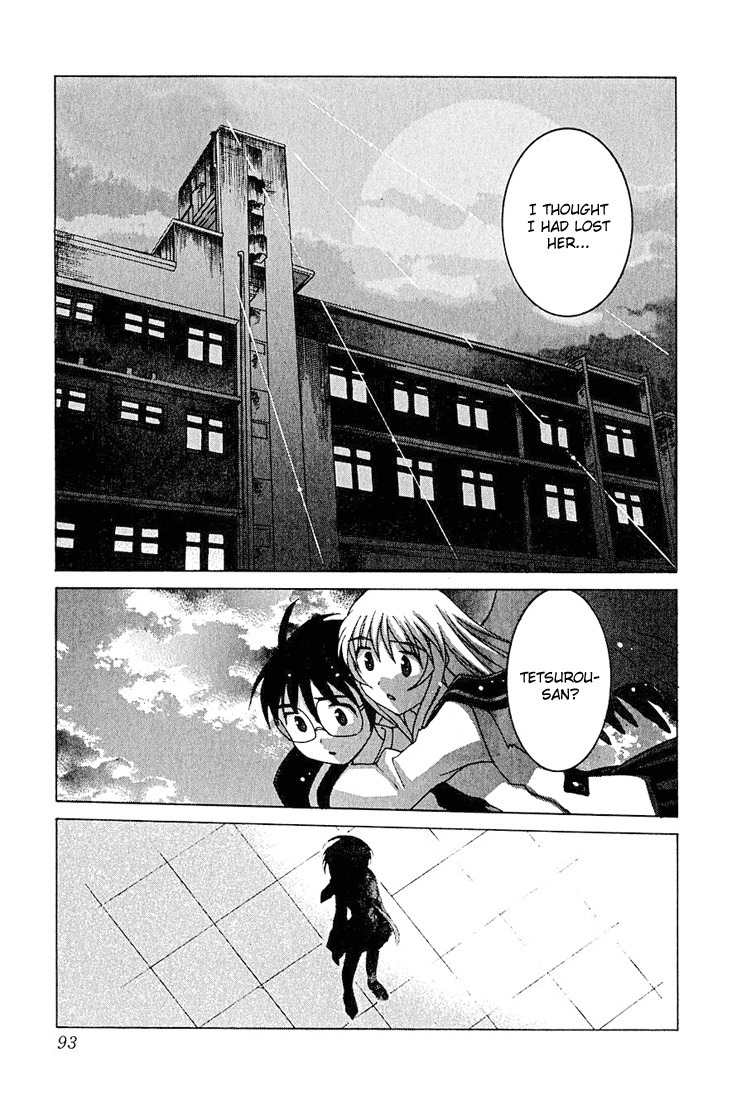 I THOUGHT
I HAD LOST
HER...
TETSUROU-
SAN?
93